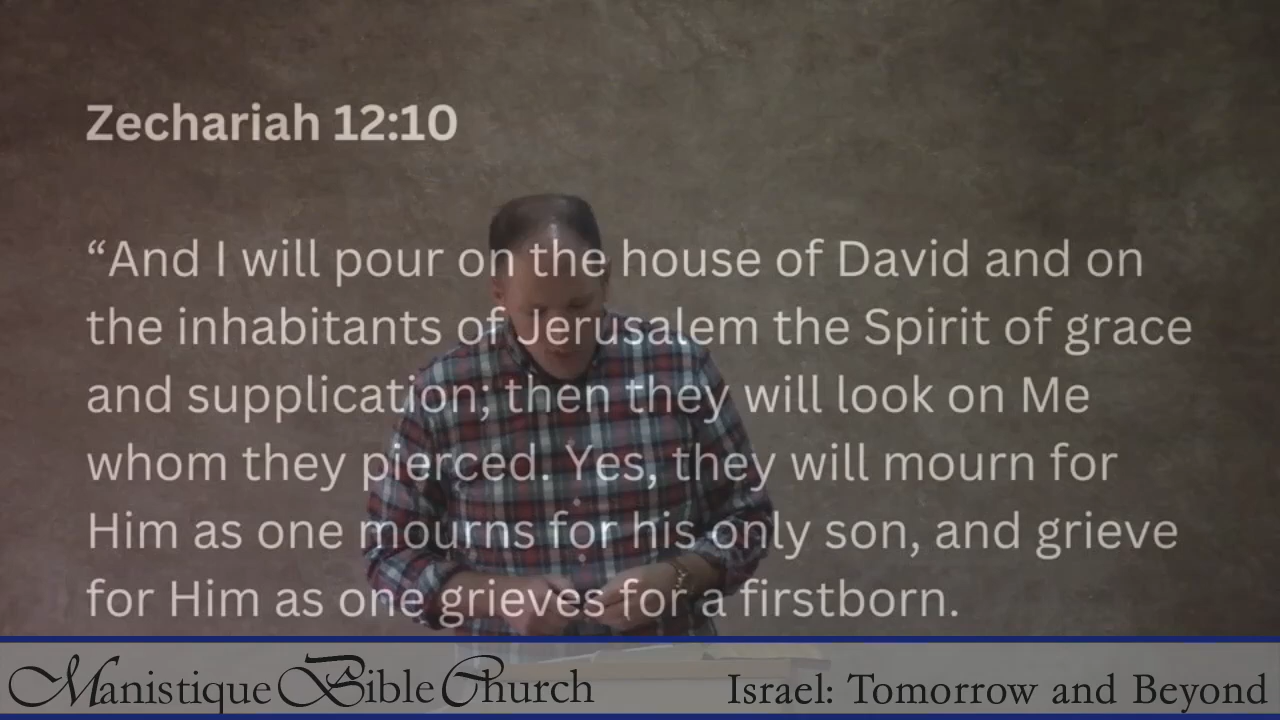 Zechariah 12:10
“And I will pour on the house of David and on
the inhabitants of Jerusalem the Spirit of grace
and supplication; then they will look on Me
whom they pierced. Yes, they will mourn for
Him as one mourns for his only son, and grieve
for Him as one grieves for a firstborn.
Manistique Bible Church
Israel: Tomorrow and Beyond